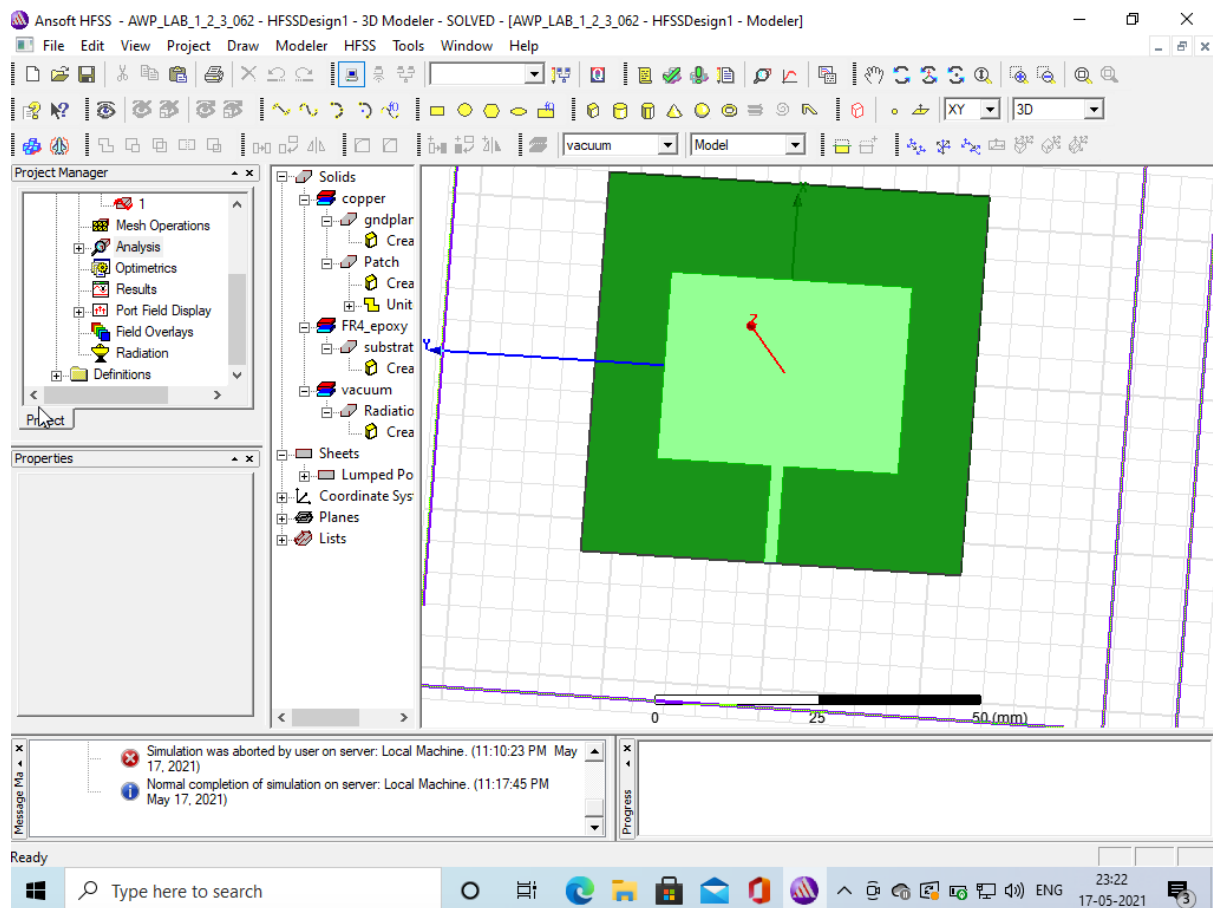 Ansoft HFSS - AWP_LAB_1_2_3_062 - HFSSDesign1 - 3D Modeler - SOLVED - [AWP_LAB_1_2_3_062 - HFSSDesign1 - Modeler]
File Edit View Project Draw Modeler HFSS Tools Window Help
XY 3D
vacuum Model
Project Manager
1
Mesh Operations
Analysis
Optimetrics
Results
Port Field Display
Field Overlays
Radiation
Definitions
Project
Properties
Solids
copper
gndplar
Crea
Patch
Crea
Unit
FR4_epoxy
substrat
Crea
vacuum
Radiatio
Crea
Sheets
Lumped Po
Coordinate Sys
Planes
Lists
Z
Y
0 25 50 (mm)
Message Ma
Simulation was aborted by user on server: Local Machine. (11:10:23 PM May
17, 2021)
Normal completion of simulation on server: Local Machine. (11:17:45 PM
May 17, 2021)
Progress
Ready
Type here to search
ENG
23:22
17-05-2021
3